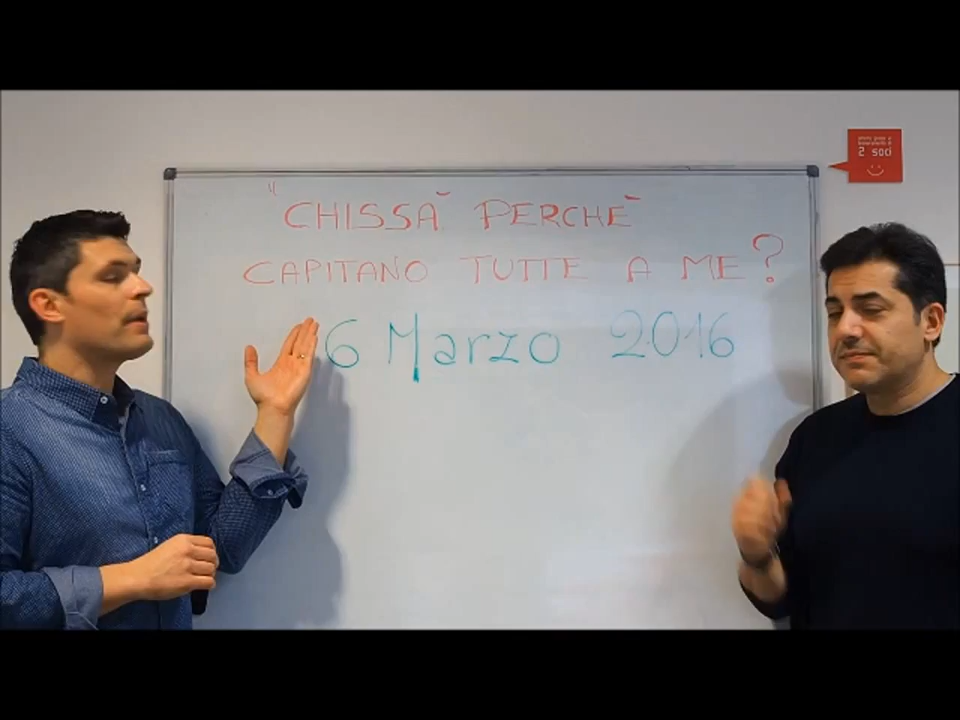 "CHISSÀ PERCHÈ
CAPITANO TUTTE A ME?
6 Marzo 2016
2 soci